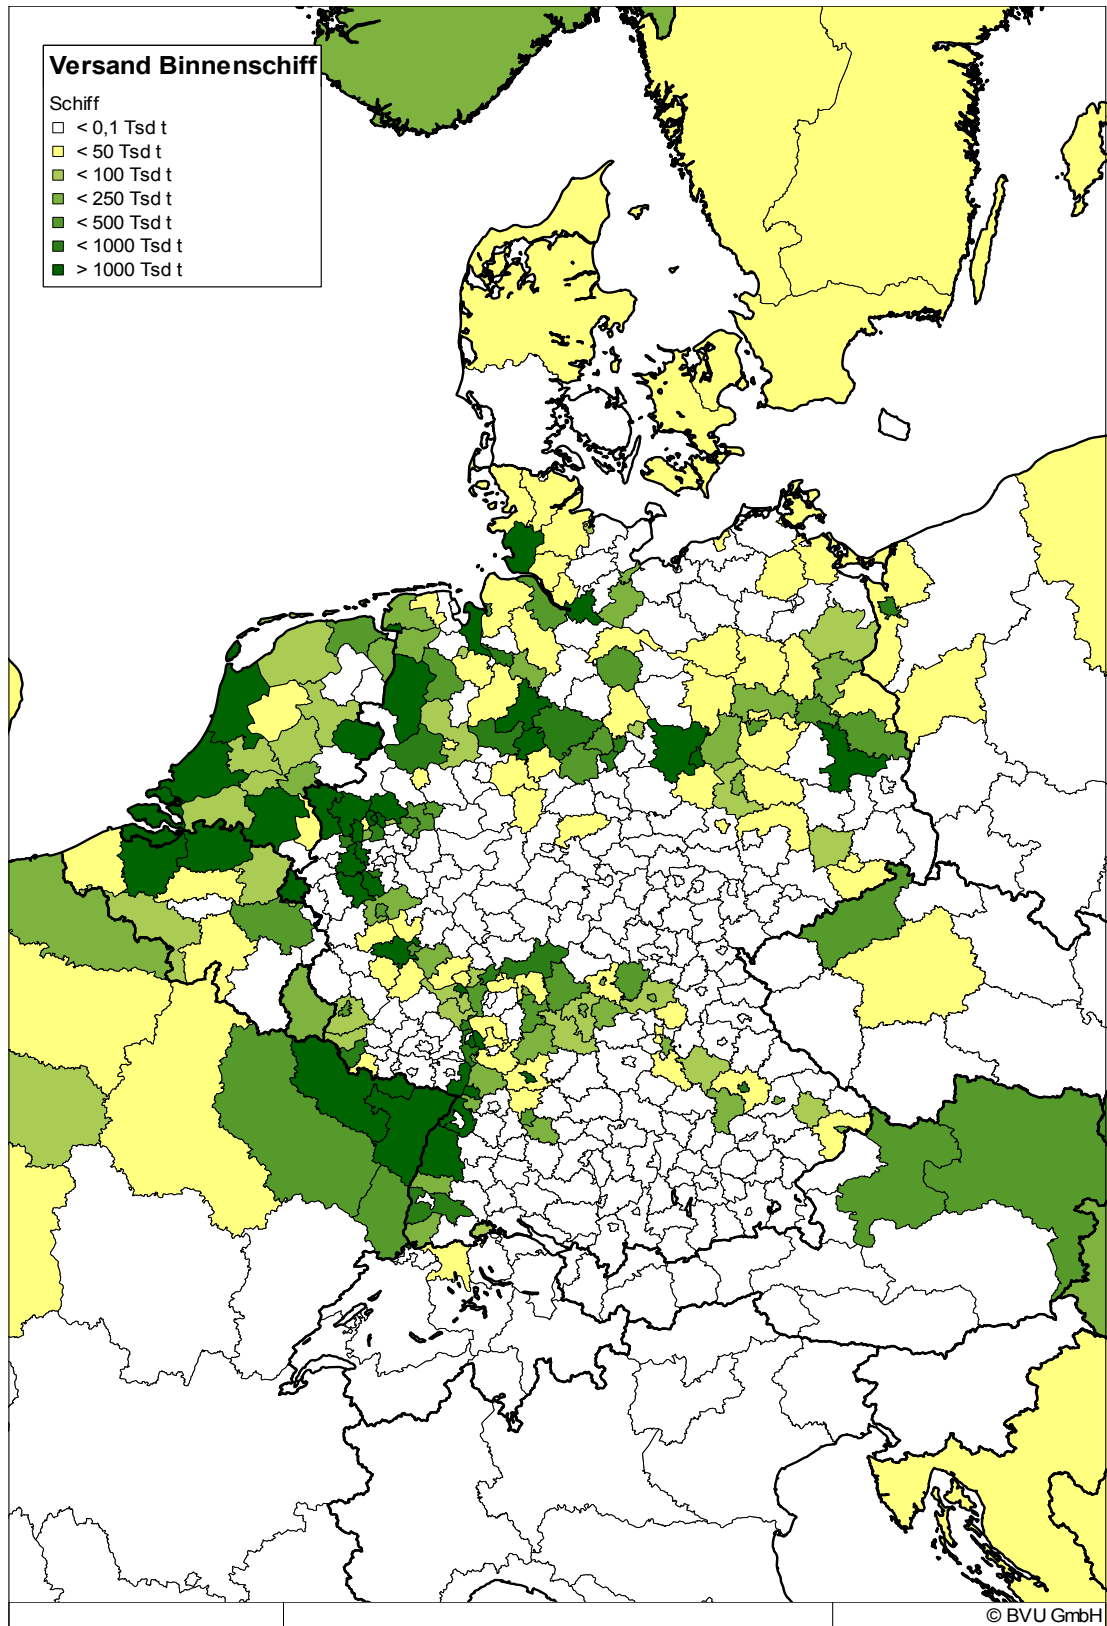 Versand Binnenschiff
Schiff
< 0,1 Tsd t
< 50 Tsd t
< 100 Tsd t
< 250 Tsd t
< 500 Tsd t
< 1000 Tsd t
> 1000 Tsd t
© BVU GmbH